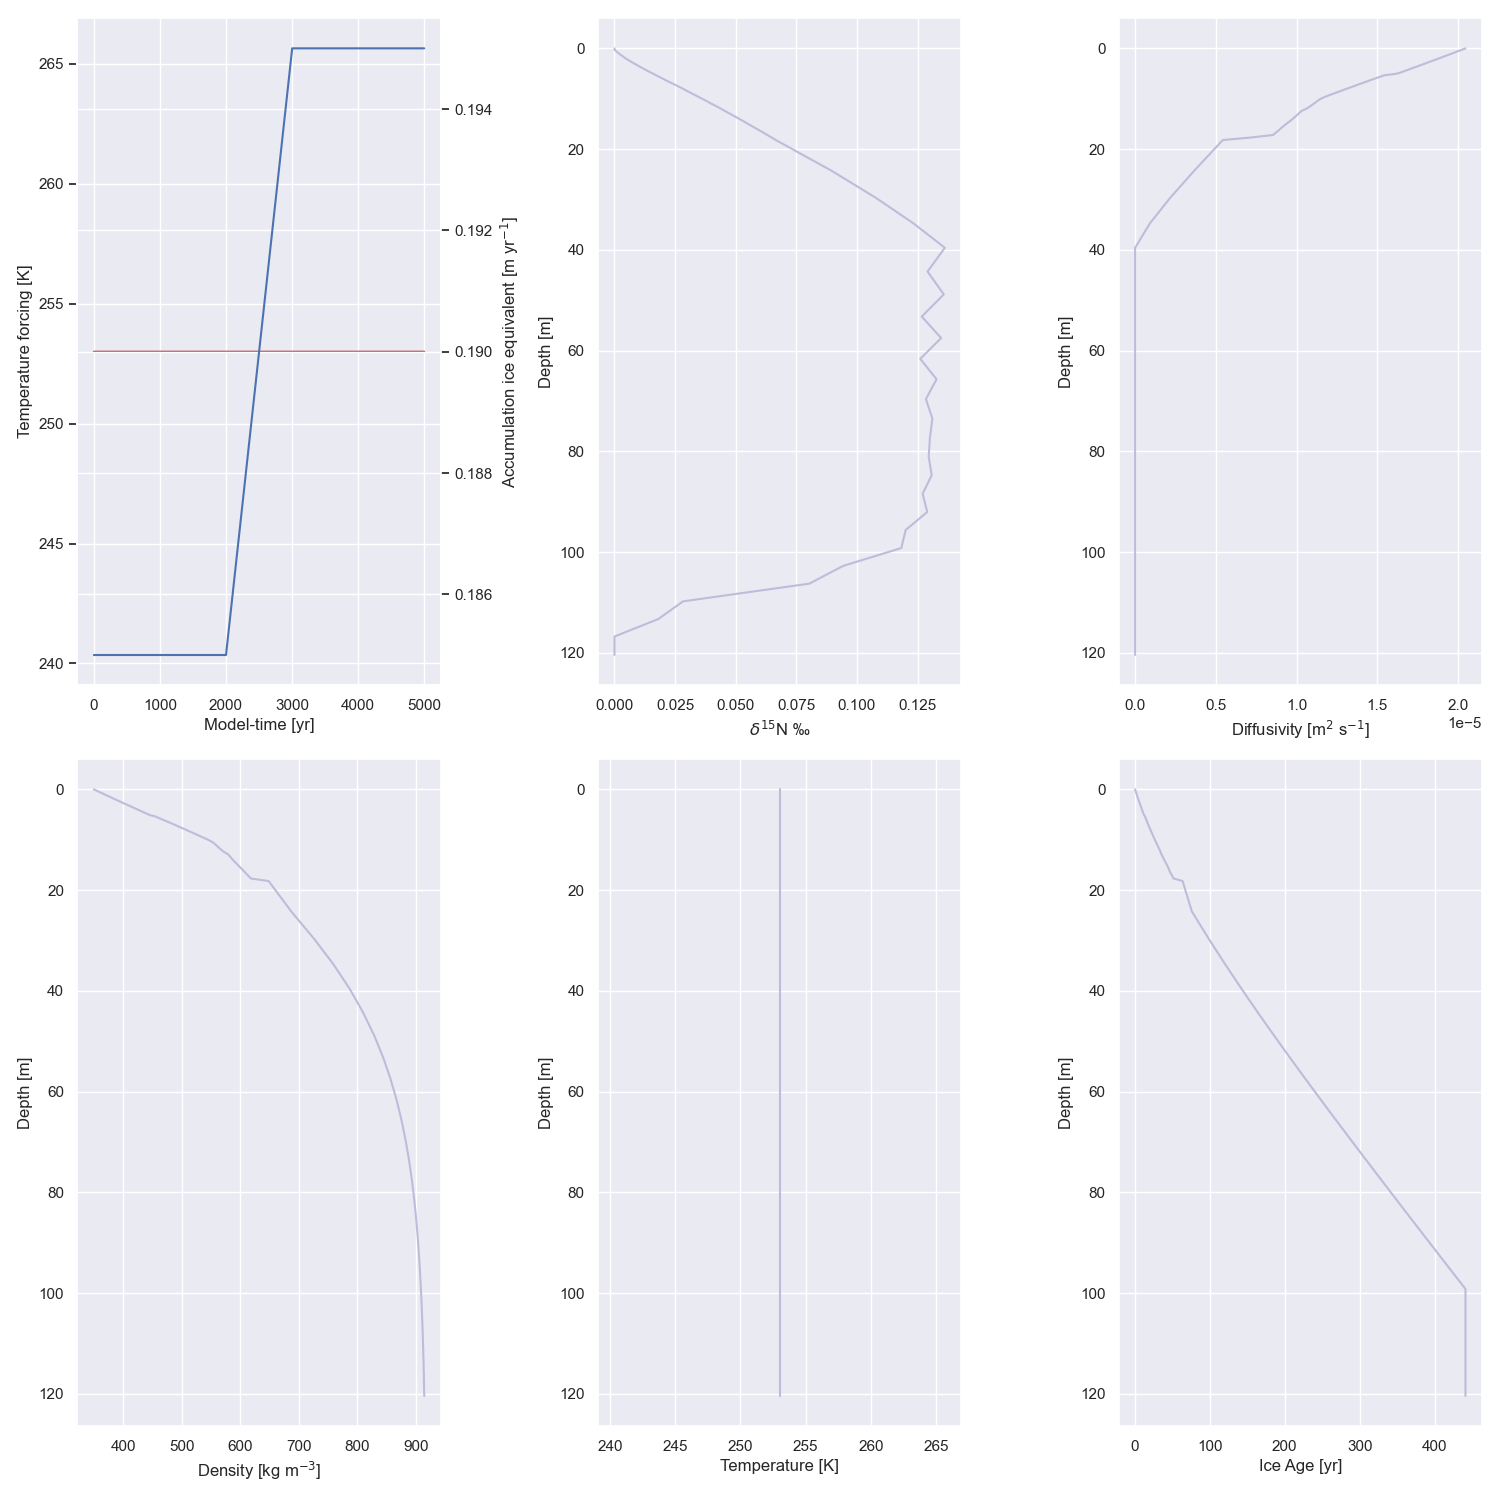 265
260
255
250
245
240
Temperature forcing [K]
0.194
0.192
0.190
0.188
0.186
Accumulation ice equivalent [m yr⁻¹]
0 1000 2000 3000 4000 5000
Model-time [yr]
0
20
40
60
80
100
120
Depth [m]
0.000 0.025 0.050 0.075 0.100 0.125
δ¹⁵N ‰
0
20
40
60
80
100
120
Depth [m]
0.0 0.5 1.0 1.5 2.0
1e−5
Diffusivity [m² s⁻¹]
0
20
40
60
80
100
120
Depth [m]
400 500 600 700 800 900
Density [kg m⁻³]
0
20
40
60
80
100
120
Depth [m]
240 245 250 255 260 265
Temperature [K]
0
20
40
60
80
100
120
Depth [m]
0 100 200 300 400
Ice Age [yr]